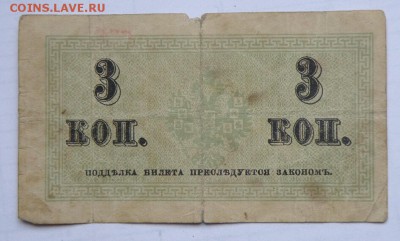 COINS.LAVE.RU
3 3
КОП. КОП.
ПОДДѢЛКА БИЛЕТА ПРЕСЛѢДУЕТСЯ ЗАКОНОМЪ.